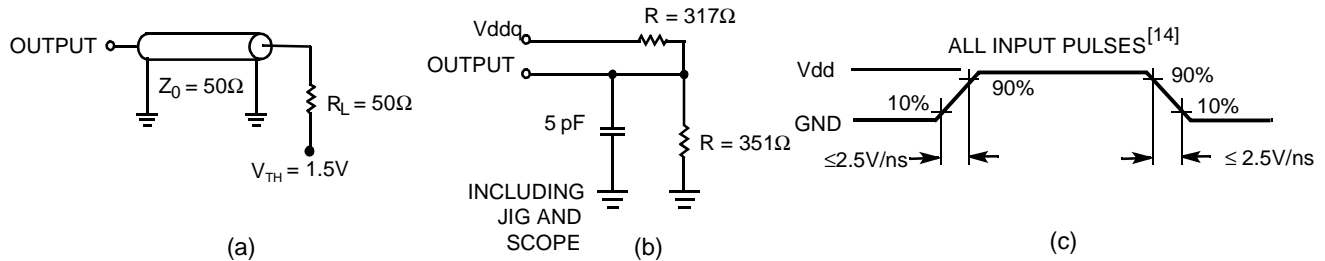 OUTPUT
Z0 = 50Ω
RL = 50Ω
VTH = 1.5V
(a)
R = 317Ω
Vddq
OUTPUT
5 pF
R = 351Ω
INCLUDING
JIG AND
SCOPE
(b)
ALL INPUT PULSES[14]
Vdd
90%
90%
10%
10%
GND
≤2.5V/ns
≤ 2.5V/ns
(c)